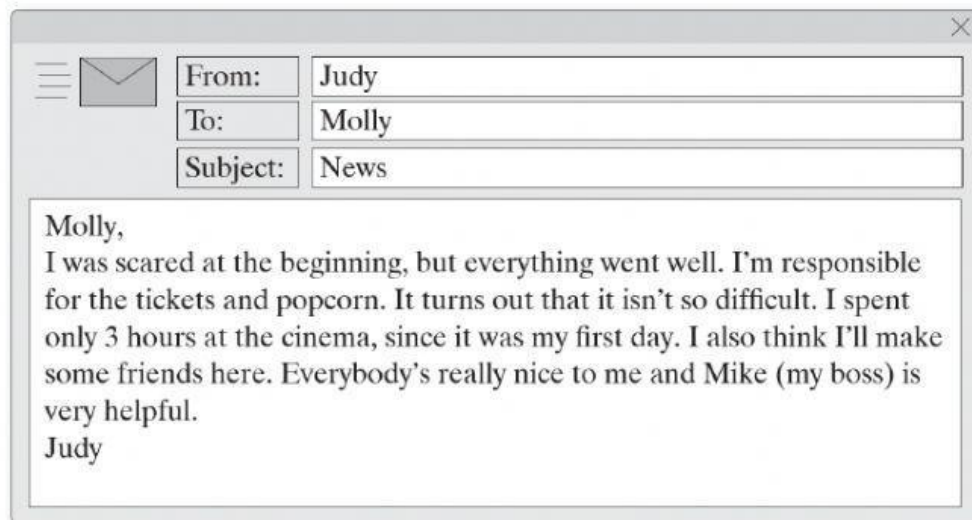 From: Judy
To: Molly
Subject: News
Molly,
I was scared at the beginning, but everything went well. I'm responsible
for the tickets and popcorn. It turns out that it isn't so difficult. I spent
only 3 hours at the cinema, since it was my first day. I also think I'll make
some friends here. Everybody's really nice to me and Mike (my boss) is
very helpful.
Judy